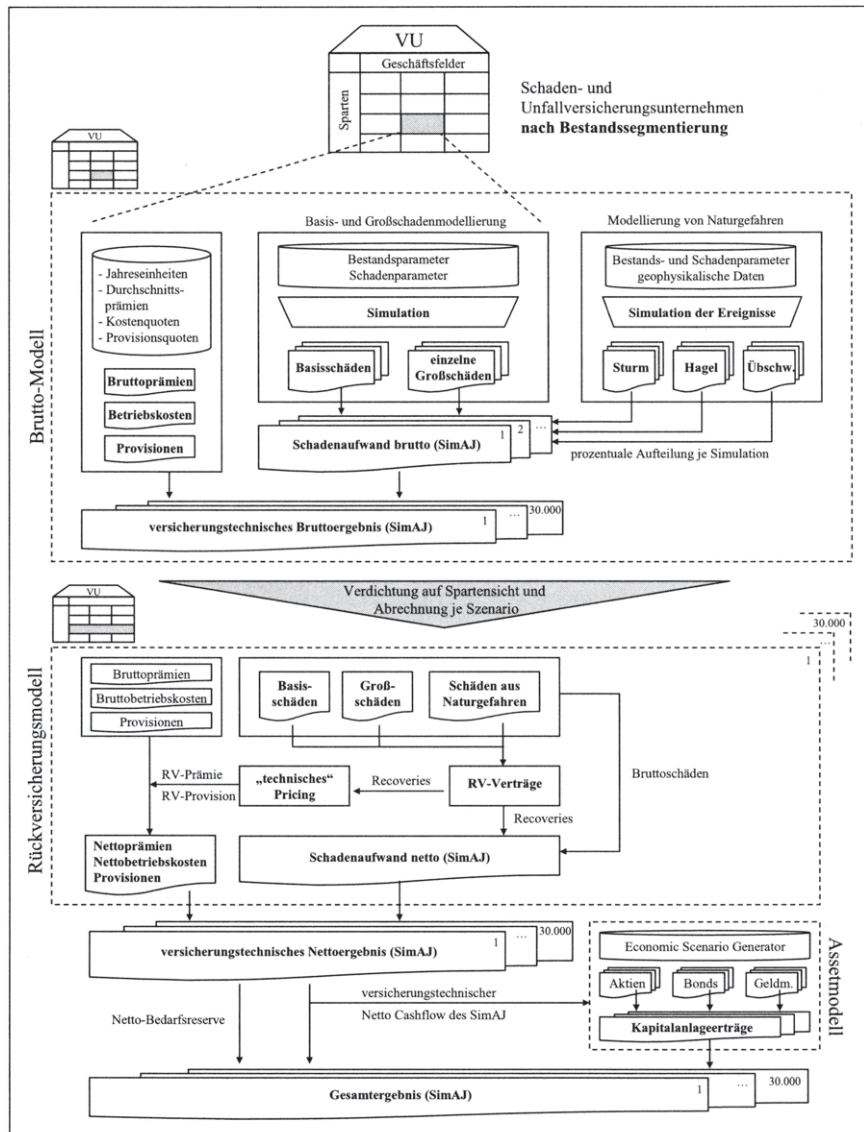 VU
Geschäftsfelder
Sparten
Schaden- und
Unfallversicherungsunternehmen
nach Bestandssegmentierung
VU
Brutto-Modell
- Jahreseinheiten
- Durchschnitts-
prämien
- Kostenquoten
- Provisionsquoten
Bruttoprämien
Betriebskosten
Provisionen
Basis- und Großschadenmodellierung
Bestandsparameter
Schadenparameter
Simulation
Basisschäden
einzelne
Großschäden
Modellierung von Naturgefahren
Bestands- und Schadenparameter
geophysikalische Daten
Simulation der Ereignisse
Sturm
Hagel
Übschw.
Schadenaufwand brutto (SimAJ)
1
2
...
prozentuale Aufteilung je Simulation
versicherungstechnisches Bruttoergebnis (SimAJ)
1
...
30.000
Verdichtung auf Spartensicht und
Abrechnung je Szenario
VU
30.000
...
1
Rückversicherungsmodell
Bruttoprämien
Bruttobetriebskosten
Provisionen
Basis-
schäden
Groß-
schäden
Schäden aus
Naturgefahren
RV-Prämie
RV-Provision
„technisches“
Pricing
Recoveries
RV-Verträge
Bruttoschäden
Recoveries
Nettoprämien
Nettobetriebskosten
Provisionen
Schadenaufwand netto (SimAJ)
versicherungstechnisches Nettoergebnis (SimAJ)
1
...
30.000
Assetmodell
Economic Scenario Generator
Aktien
Bonds
Geldm.
Kapitalanlageerträge
Netto-Bedarfsreserve
versicherungstechnischer
Netto Cashflow des SimAJ
Gesamtergebnis (SimAJ)
1
...
30.000